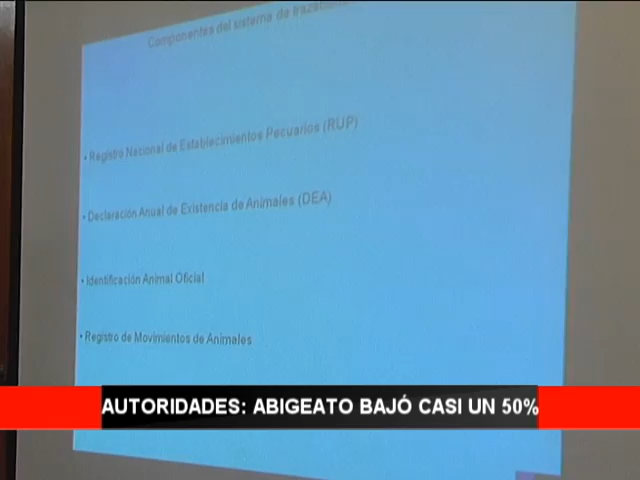 Componentes del sistema de
• Registro Nacional de Establecimientos Pecuarios (RUP)
• Declaración Anual de Existencia de Animales (DEA)
• Identificación Animal Oficial
• Registro de Movimientos de Animales
AUTORIDADES: ABIGEATO BAJÓ CASI UN 50%